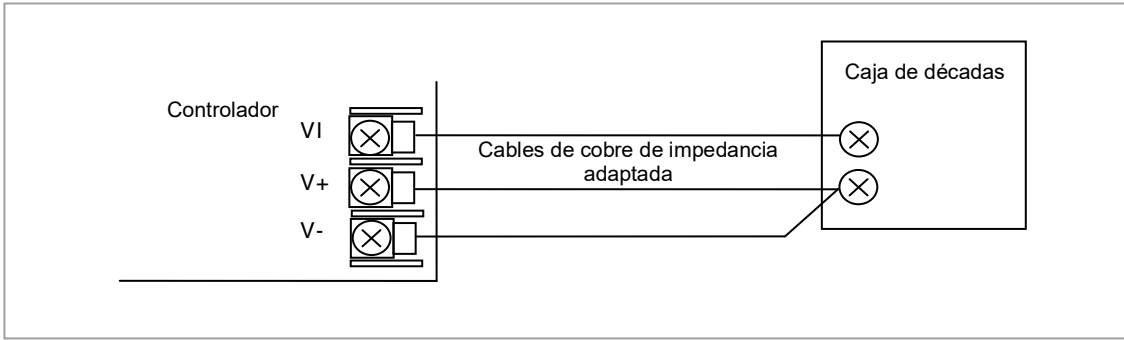 Caja de décadas
Controlador
VI
Cables de cobre de impedancia
adaptada
V+
V-